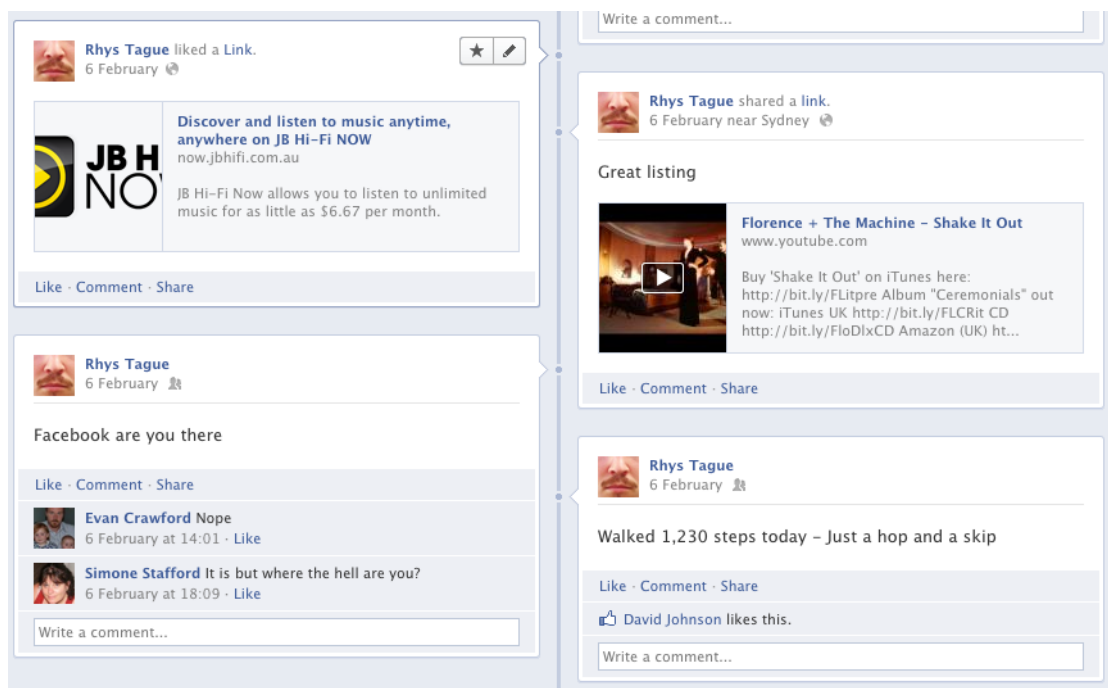 Rhys Tague liked a Link.
6 February
JB H
NOW
Discover and listen to music anytime,
anywhere on JB Hi-Fi NOW
now.jbhifi.com.au
JB Hi-Fi Now allows you to listen to unlimited
music for as little as $6.67 per month.
Like · Comment · Share
Rhys Tague
6 February
Facebook are you there
Like · Comment · Share
Evan Crawford Nope
6 February at 14:01 · Like
Simone Stafford It is but where the hell are you?
6 February at 18:09 · Like
Write a comment...
Write a comment...
Rhys Tague shared a link.
6 February near Sydney
Great listing
Florence + The Machine – Shake It Out
www.youtube.com
Buy 'Shake It Out' on iTunes here:
http://bit.ly/FLitpre Album "Ceremonials" out
now: iTunes UK http://bit.ly/FLCRit CD
http://bit.ly/FloDlxCD Amazon (UK) ht...
Like · Comment · Share
Rhys Tague
6 February
Walked 1,230 steps today – Just a hop and a skip
Like · Comment · Share
David Johnson likes this.
Write a comment...